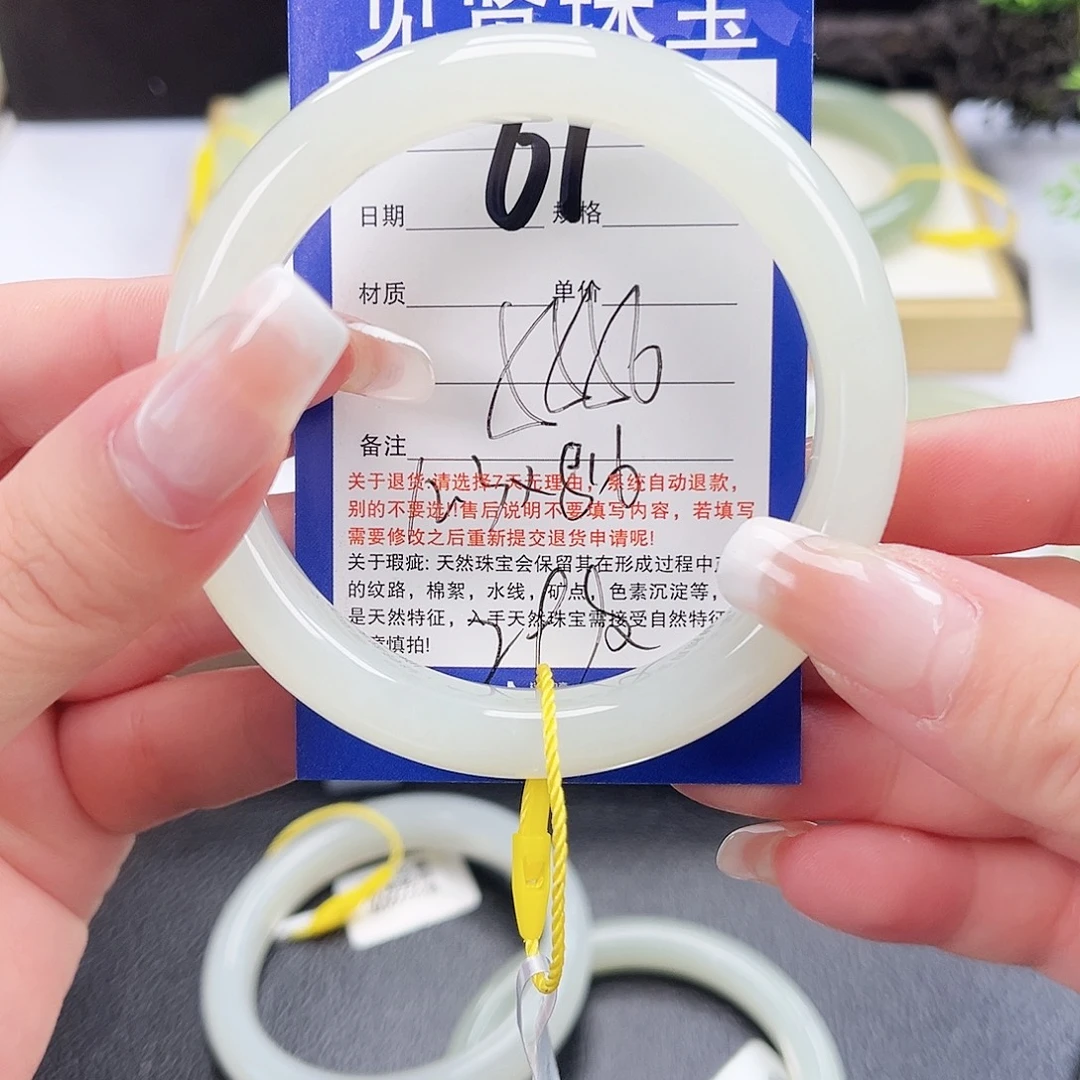 见贤珠宝
61
日期 规格
材质 单价
备注
关于退货:请选择7天无理由，系统自动退款，
别的不要选!!售后说明不要填写内容，若填写
需要修改之后重新提交退货申请呢!
关于瑕疵: 天然珠宝会保留其在形成过程中
的纹路，棉絮，水线，矿点，色素沉淀等，
是天然特征，入手天然珠宝需接受自然特征
慎拍!